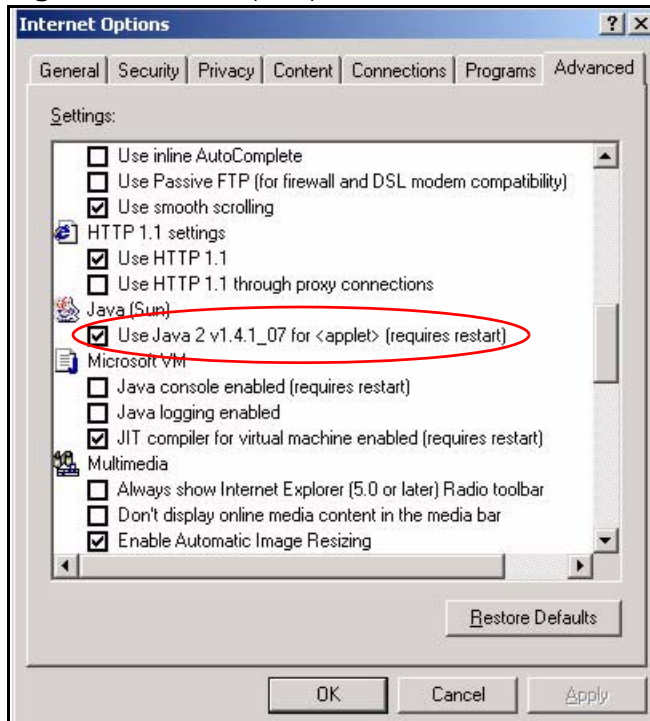 Internet Options
General Security Privacy Content Connections Programs Advanced
Settings:
Use inline AutoComplete
Use Passive FTP (for firewall and DSL modem compatibility)
Use smooth scrolling
HTTP 1.1 settings
Use HTTP 1.1
Use HTTP 1.1 through proxy connections
Java (Sun)
Use Java 2 v1.4.1_07 for <applet> (requires restart)
Microsoft VM
Java console enabled (requires restart)
Java logging enabled
JIT compiler for virtual machine enabled (requires restart)
Multimedia
Always show Internet Explorer (5.0 or later) Radio toolbar
Don't display online media content in the media bar
Enable Automatic Image Resizing
Restore Defaults
OK Cancel Apply